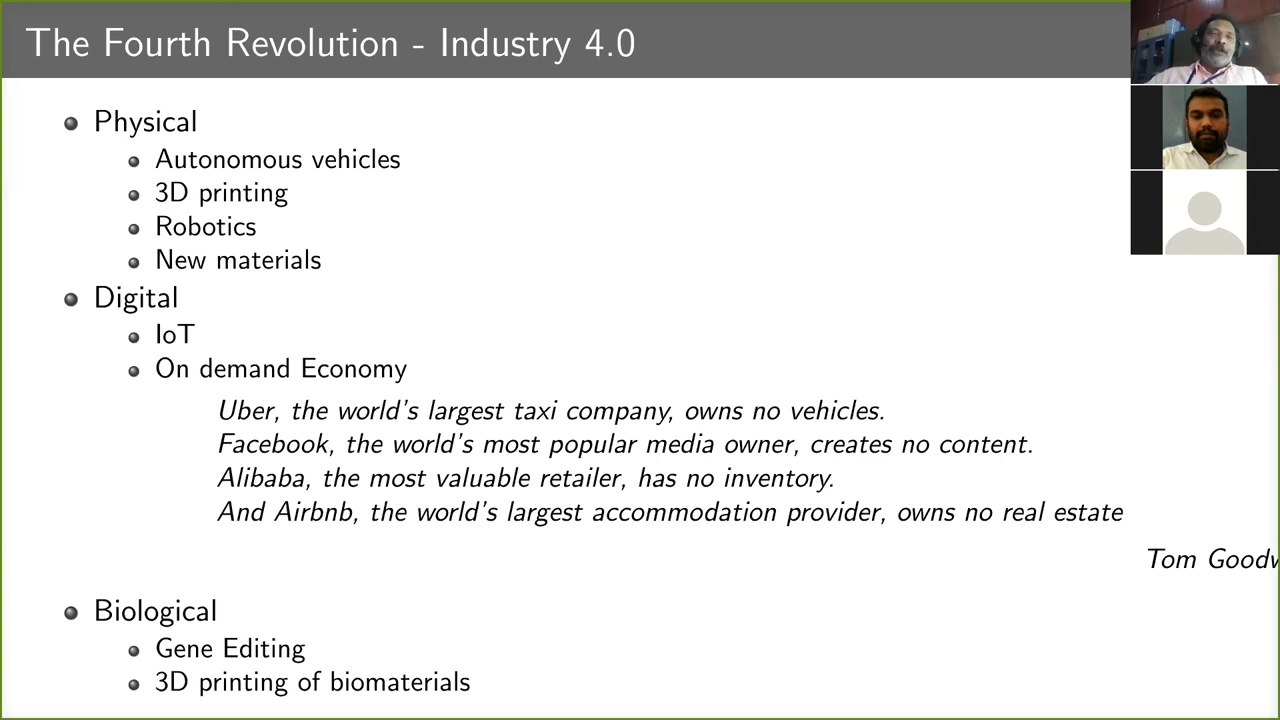 The Fourth Revolution - Industry 4.0
Physical
Autonomous vehicles
3D printing
Robotics
New materials
Digital
IoT
On demand Economy
Uber, the world's largest taxi company, owns no vehicles.
Facebook, the world's most popular media owner, creates no content.
Alibaba, the most valuable retailer, has no inventory.
And Airbnb, the world's largest accommodation provider, owns no real estate
Tom
Biological
Gene Editing
3D printing of biomaterials